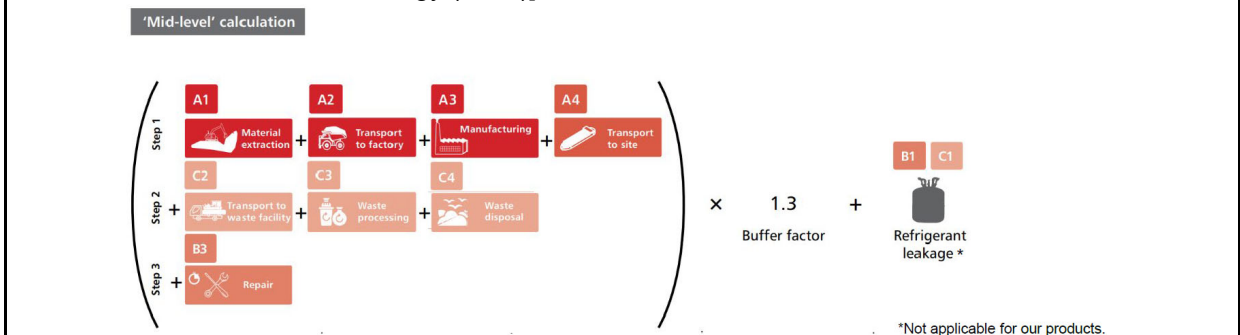 'Mid-level' calculation
Step 1
A1
A2
A3
A4
Material
extraction
+
Transport
to factory
+
Manufacturing
+
Transport
to site
Step 2
+
C2
C3
C4
Transport to
waste facility
+
Waste
processing
+
Waste
disposal
Step 3
+
B3
Repair
× 1.3 +
Buffer factor
B1 C1
Refrigerant
leakage *
*Not applicable for our products.